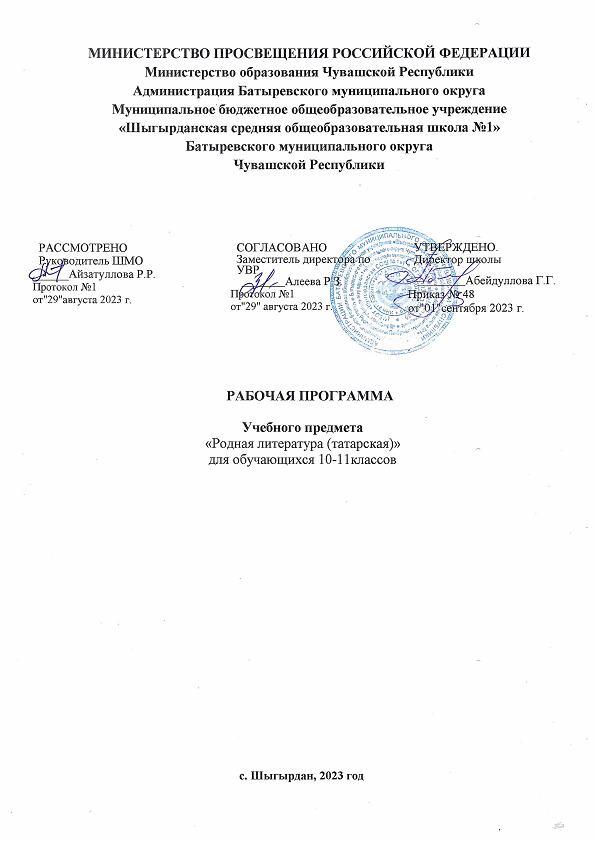 МИНИСТЕРСТВО ПРОСВЕЩЕНИЯ РОССИЙСКОЙ ФЕДЕРАЦИИ
Министерство образования Чувашской Республики
Администрация Батыревского муниципального округа
Муниципальное бюджетное общеобразовательное учреждение
«Шыгырданская средняя общеобразовательная школа №1»
Батыревского муниципального округа
Чувашской Республики
РАССМОТРЕНО
Руководитель ШМО
Айзатуллова Р.Р.
Протокол №1
от"29"августа 2023 г.
СОГЛАСОВАНО
Заместитель директора по
УВР
Алеева Р.З.
Протокол №1
от"29" августа 2023 г.
УТВЕРЖДЕНО.
Директор школы
Абейдуллова Г.Г.
Приказ № 48
от"01"сентября 2023 г.
РАБОЧАЯ ПРОГРАММА
Учебного предмета
«Родная литература (татарская)»
для обучающихся 10-11классов
с. Шыгырдан, 2023 год